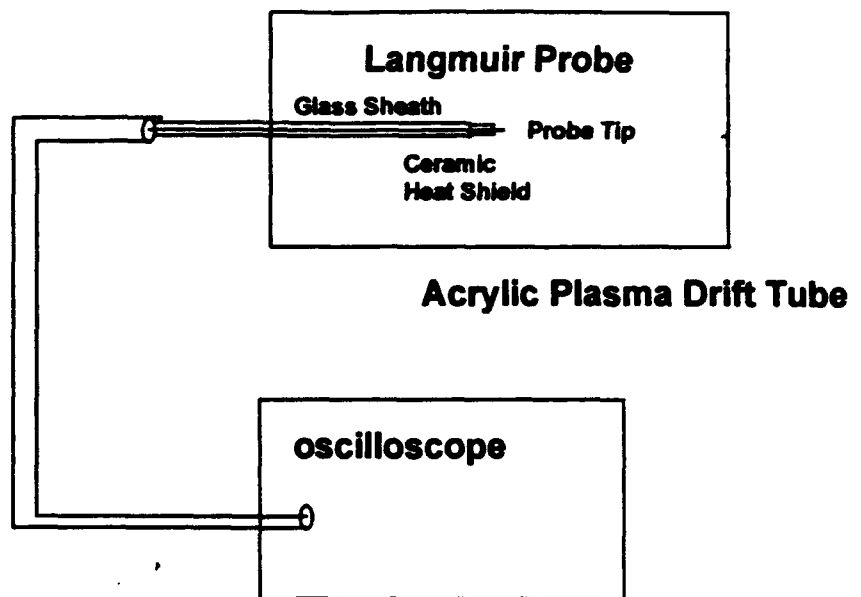 Langmuir Probe
Glass Sheath
Probe Tip
Ceramic
Heat Shield
Acrylic Plasma Drift Tube
oscilloscope